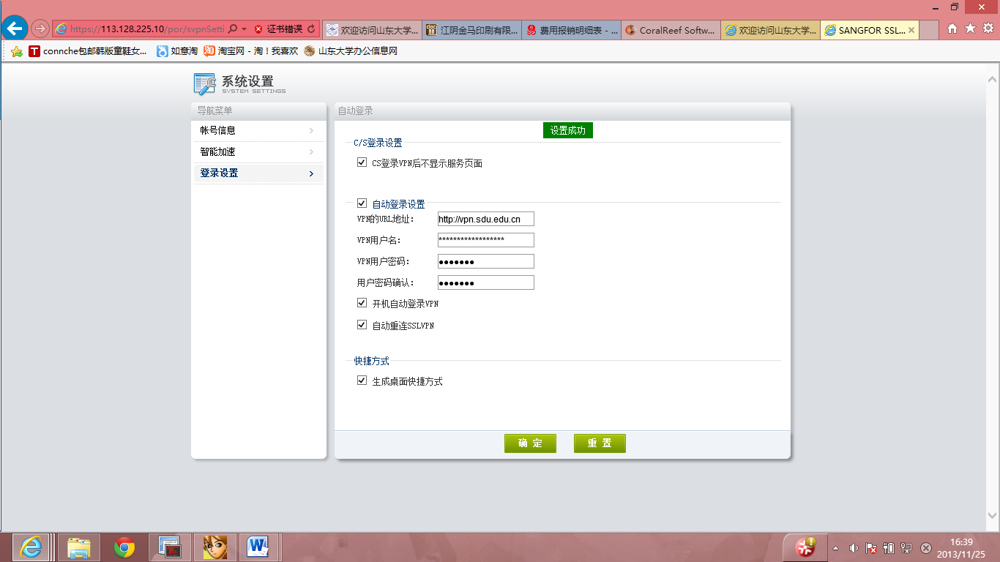 https://113.128.225.10/por/svpnSetti
证书错误
欢迎访问山东大学...
江阴金马印刷有限...
费用报销明细表 - ...
CoralReef Softw...
欢迎访问山东大学...
SANGFOR SSL...
connche包邮韩版童鞋女...
如意淘
淘宝网 - 淘！我喜欢
山东大学办公信息网
系统设置
SYSTEM SETTINGS
导航菜单
帐号信息
智能加速
登录设置
自动登录
设置成功
C/S登录设置
CS登录VPN后不显示服务页面
自动登录设置
VPN的URL地址：
http://vpn.sdu.edu.cn
VPN用户名：
******************
VPN用户密码：
●●●●●●●
用户密码确认：
●●●●●●●
开机自动登录VPN
自动重连SSLVPN
快捷方式
生成桌面快捷方式
确 定
重 置
16:39
2013/11/25